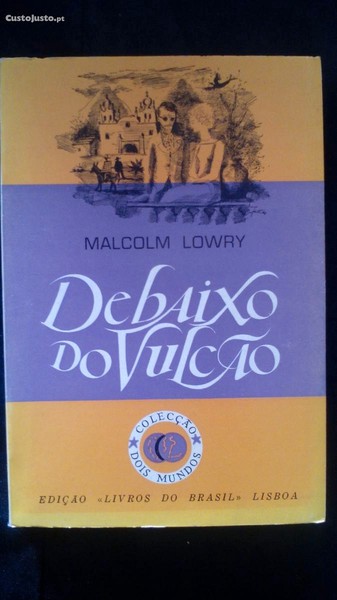 CustoJusto.pt
MALCOLM LOWRY
DEBAIXO
DO VULCÃO
COLECÇÃO
DOIS MUNDOS
EDIÇÃO «LIVROS DO BRASIL» LISBOA